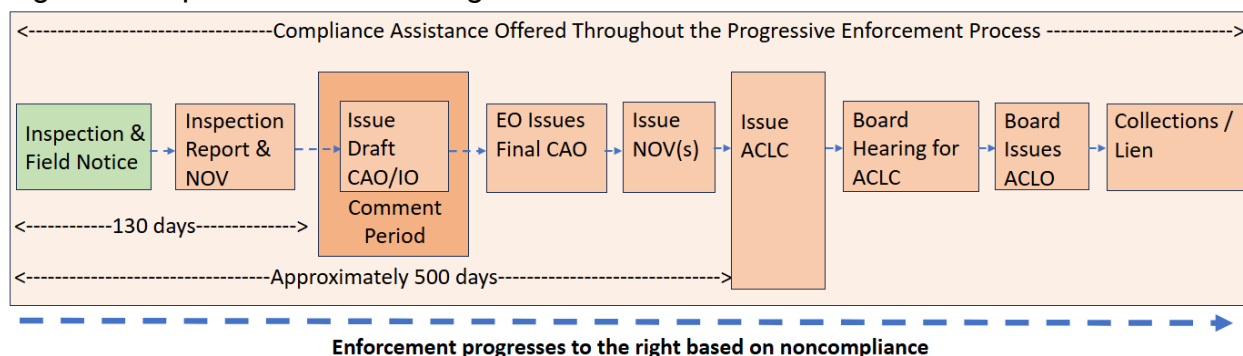 <-----------------------------Compliance Assistance Offered Throughout the Progressive Enforcement Process ---------------------->
Inspection &
Field Notice
Inspection
Report &
NOV
Issue
Draft
CAO/IO
Comment
Period
EO Issues
Final CAO
Issue
NOV(s)
Issue
ACLC
Board
Hearing for
ACLC
Board
Issues
ACLO
Collections /
Lien
<------------130 days-------------->
<---------------------------Approximately 500 days--------------------------->
Enforcement progresses to the right based on noncompliance